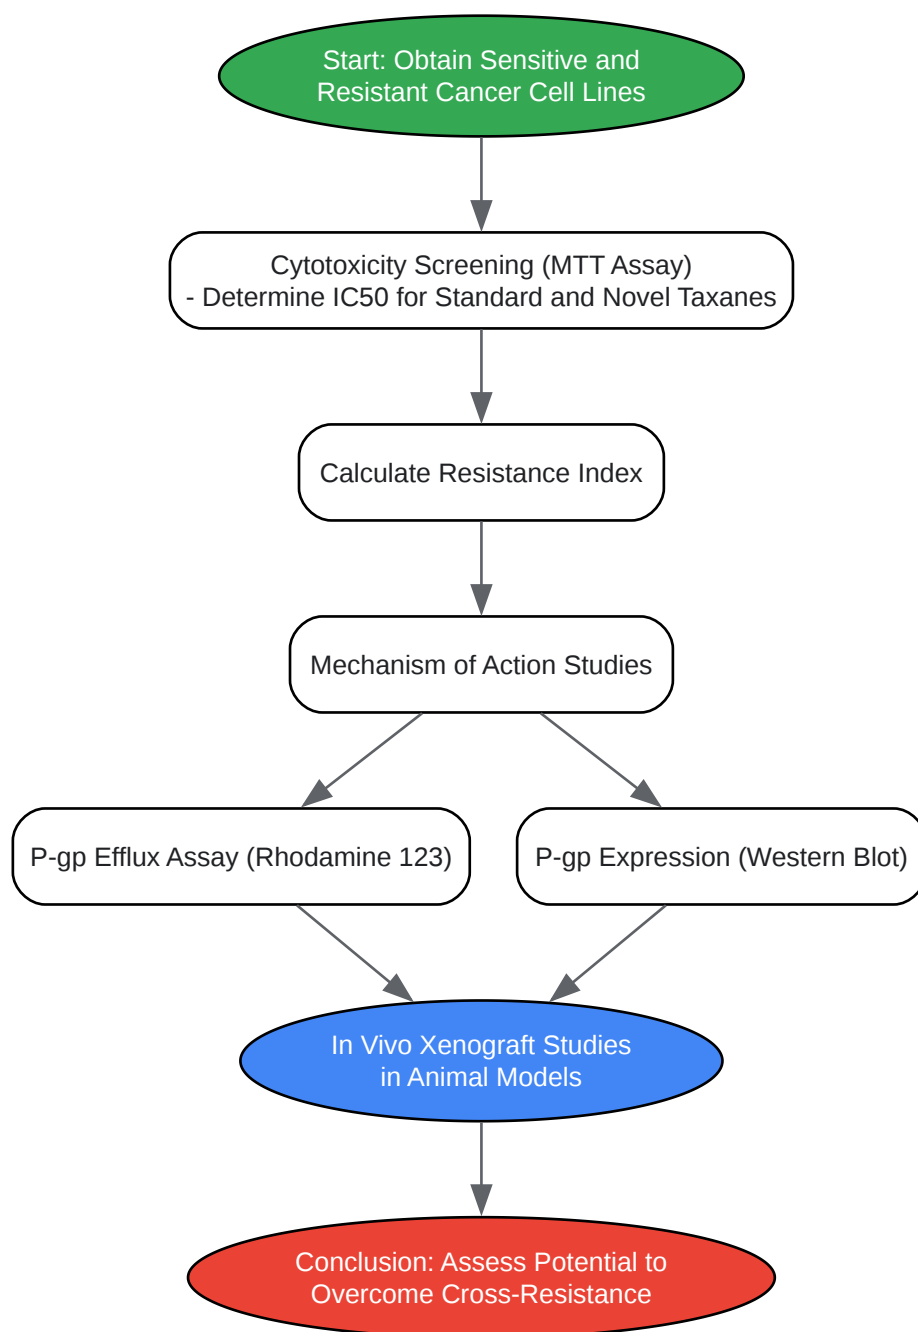 Start: Obtain Sensitive and
Resistant Cancer Cell Lines
Cytotoxicity Screening (MTT Assay)
- Determine IC50 for Standard and Novel Taxanes
Calculate Resistance Index
Mechanism of Action Studies
P-gp Efflux Assay (Rhodamine 123)
P-gp Expression (Western Blot)
In Vivo Xenograft Studies
in Animal Models
Conclusion: Assess Potential to
Overcome Cross-Resistance